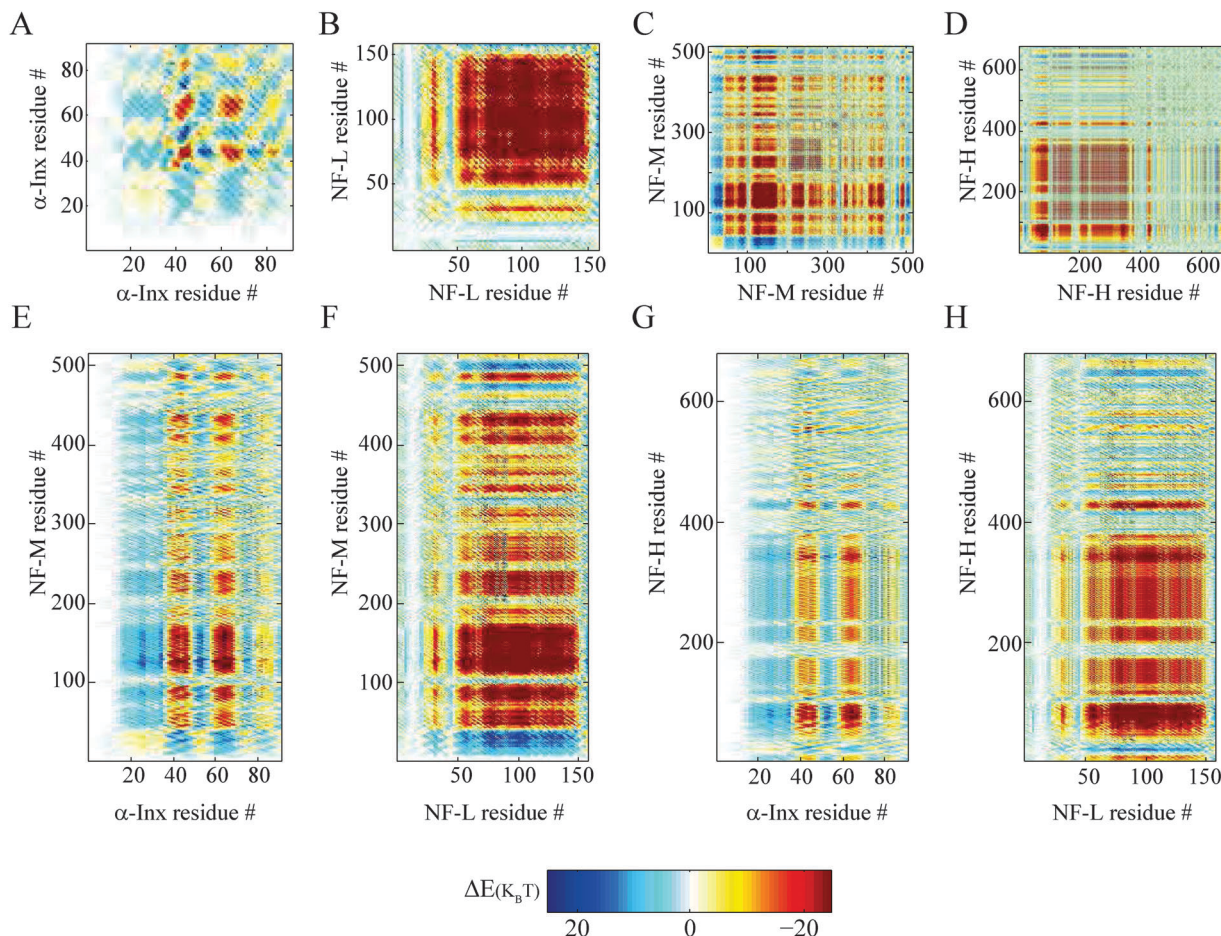 A
B
C
D
80
60
40
20
α-Inx residue #
20 40 60 80
α-Inx residue #
150
100
50
NF-L residue #
50 100 150
NF-L residue #
500
300
100
NF-M residue #
100 300 500
NF-M residue #
600
400
200
NF-H residue #
200 400 600
NF-H residue #
E
F
G
H
500
400
300
200
100
NF-M residue #
20 40 60 80
α-Inx residue #
500
400
300
200
100
NF-M residue #
50 100 150
NF-L residue #
600
400
200
NF-H residue #
20 40 60 80
α-Inx residue #
600
400
200
NF-H residue #
50 100 150
NF-L residue #
ΔE(KBT)
20 0 −20